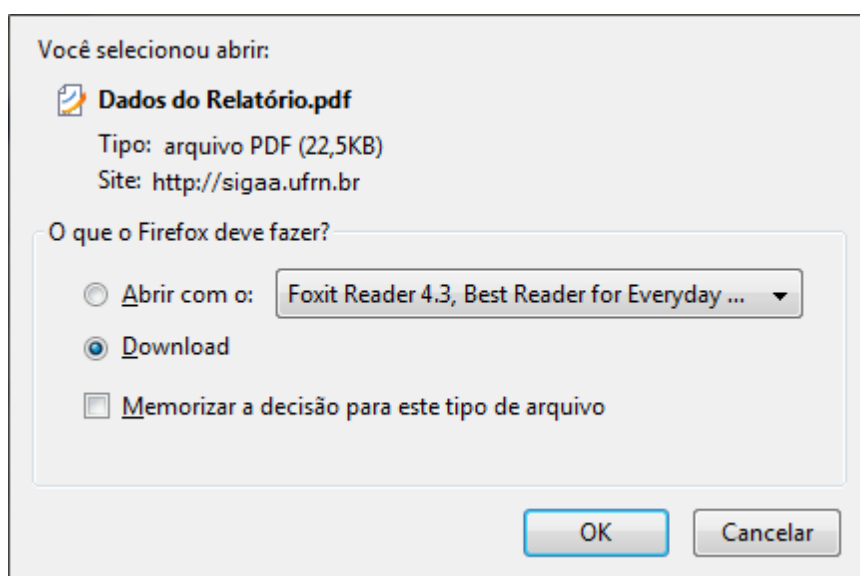 Você selecionou abrir:
Dados do Relatório.pdf
Tipo: arquivo PDF (22,5KB)
Site: http://sigaa.ufrn.br
O que o Firefox deve fazer?
Abrir com o: Foxit Reader 4.3, Best Reader for Everyday ...
Download
Memorizar a decisão para este tipo de arquivo
OK Cancelar